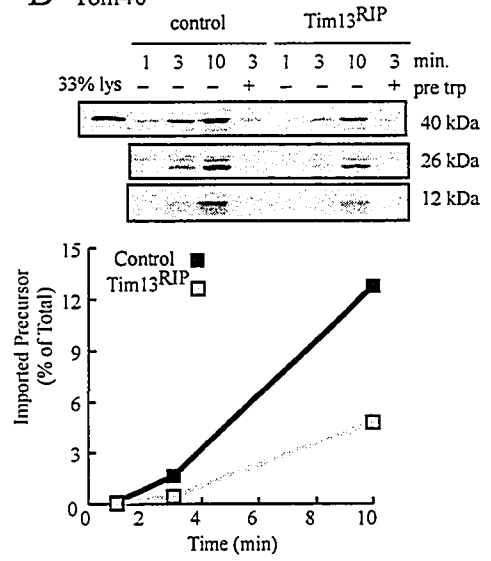 control Tim13RIP
1 3 10 3 1 3 10 3 min.
33% lys – – – + – – – + pre trp
40 kDa
26 kDa
12 kDa
15
12
9
6
3
0
Imported Precursor
(% of Total)
Control
Tim13RIP
0 2 4 6 8 10
Time (min)